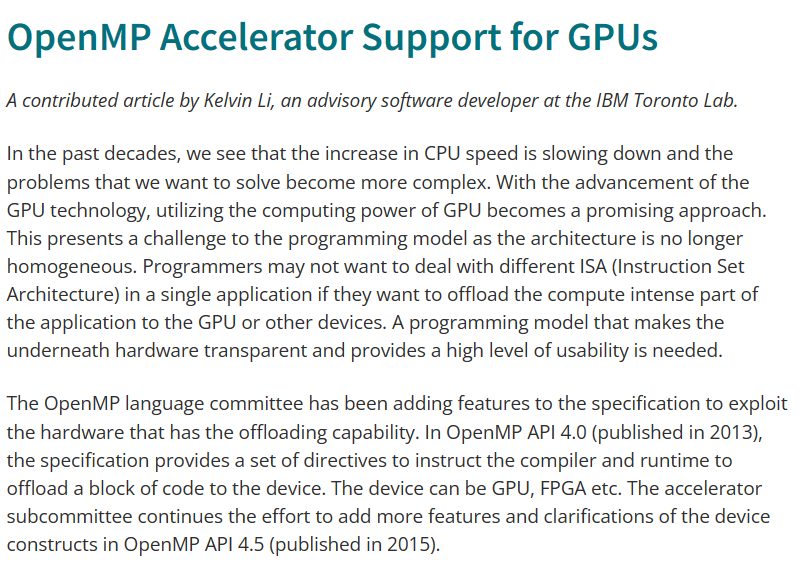 OpenMP Accelerator Support for GPUs
A contributed article by Kelvin Li, an advisory software developer at the IBM Toronto Lab.
In the past decades, we see that the increase in CPU speed is slowing down and the
problems that we want to solve become more complex. With the advancement of the
GPU technology, utilizing the computing power of GPU becomes a promising approach.
This presents a challenge to the programming model as the architecture is no longer
homogeneous. Programmers may not want to deal with different ISA (Instruction Set
Architecture) in a single application if they want to offload the compute intense part of
the application to the GPU or other devices. A programming model that makes the
underneath hardware transparent and provides a high level of usability is needed.
The OpenMP language committee has been adding features to the specification to exploit
the hardware that has the offloading capability. In OpenMP API 4.0 (published in 2013),
the specification provides a set of directives to instruct the compiler and runtime to
offload a block of code to the device. The device can be GPU, FPGA etc. The accelerator
subcommittee continues the effort to add more features and clarifications of the device
constructs in OpenMP API 4.5 (published in 2015).